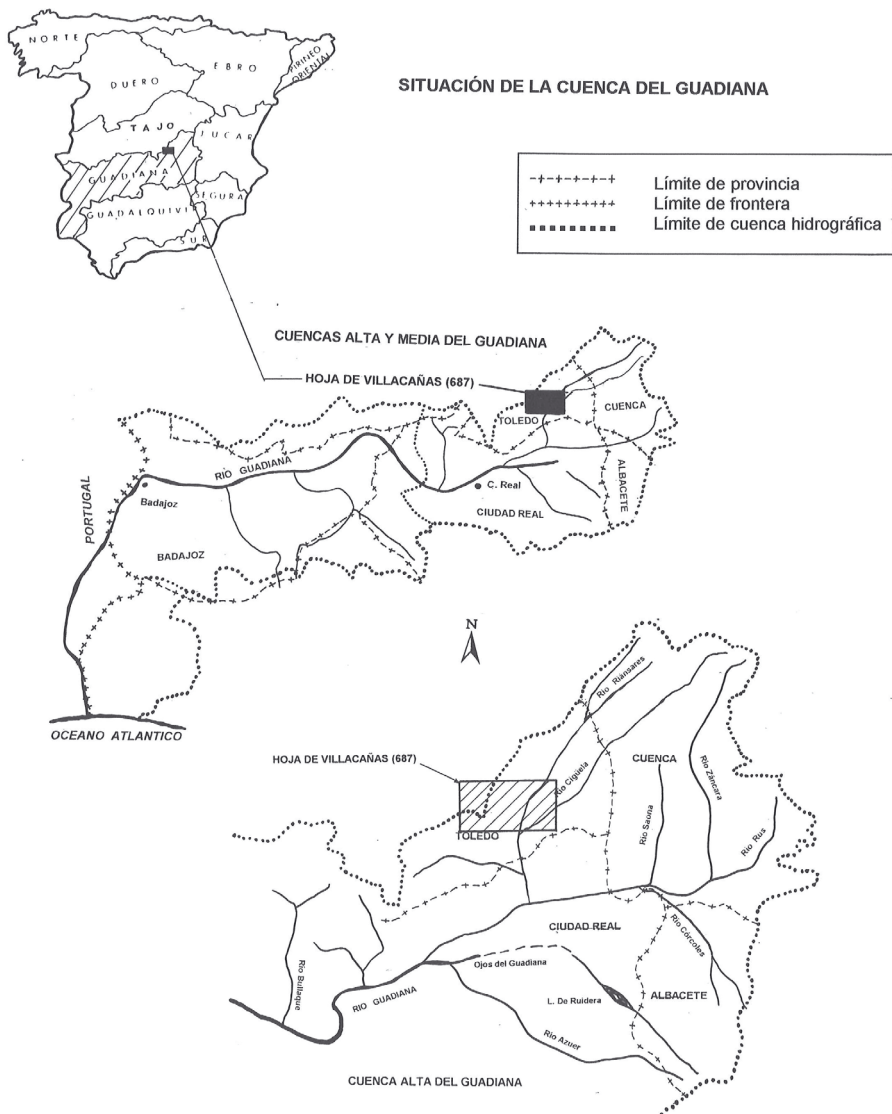 NORTE
DUERO
EBRO
PIRINEO
ORIENTAL
TAJO
JUCAR
GUADIANA
SEGURA
GUADALQUIVIR
SUR
SITUACIÓN DE LA CUENCA DEL GUADIANA
Límite de provincia
Límite de frontera
Límite de cuenca hidrográfica
CUENCAS ALTA Y MEDIA DEL GUADIANA
HOJA DE VILLACAÑAS (687)
TOLEDO
CUENCA
RÍO GUADIANA
ALBACETE
C. Real
CIUDAD REAL
PORTUGAL
Badajoz
BADAJOZ
OCEANO ATLANTICO
N
Río Riánsares
HOJA DE VILLACAÑAS (687)
Río Cigüela
CUENCA
Río Záncara
TOLEDO
Río Saona
Río Rus
CIUDAD REAL
Río Córcoles
Río Bullaque
Ojos del Guadiana
L. De Ruidera
ALBACETE
RÍO GUADIANA
Río Azuer
CUENCA ALTA DEL GUADIANA